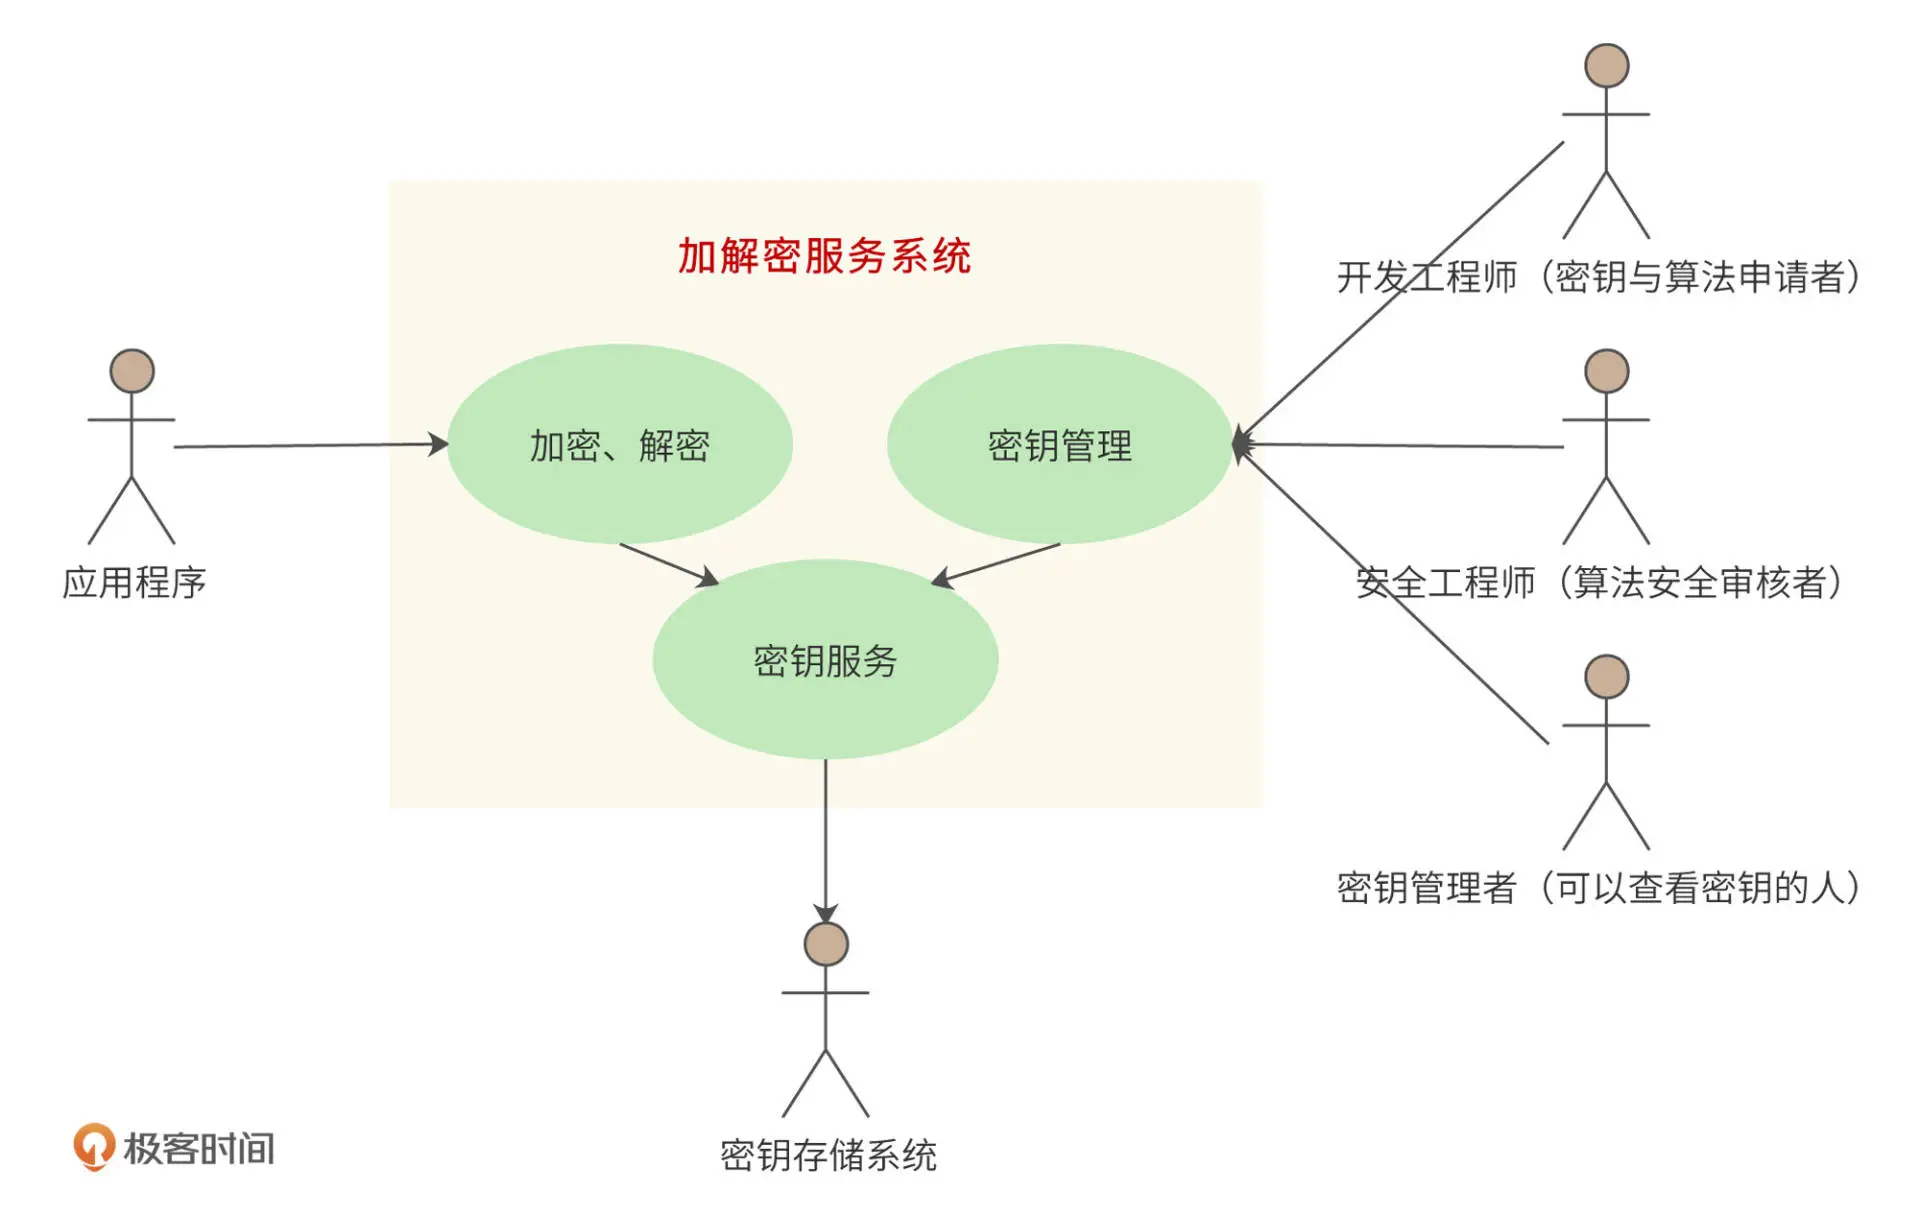 加解密服务系统
开发工程师（密钥与算法申请者）
加密、解密
密钥管理
应用程序
安全工程师（算法安全审核者）
密钥服务
密钥管理者（可以查看密钥的人）
密钥存储系统
极客时间